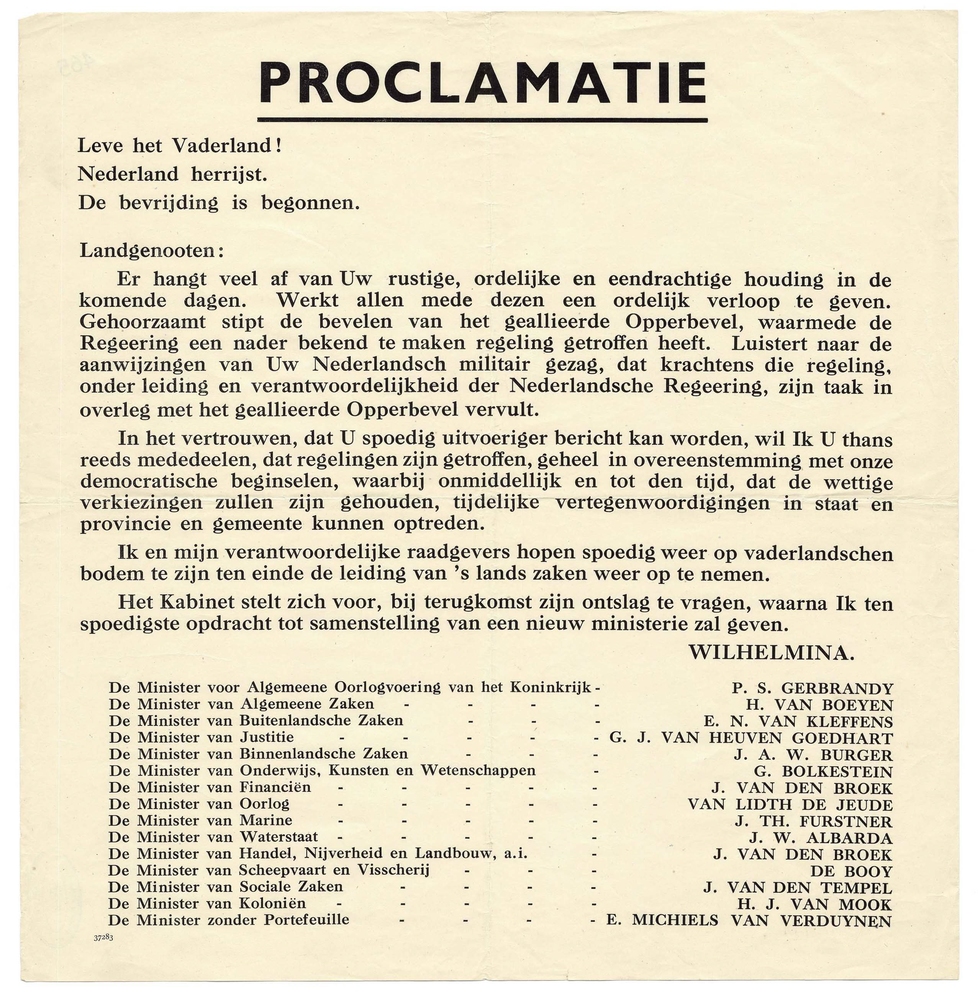 PROCLAMATIE
Leve het Vaderland!
Nederland herrijst.
De bevrijding is begonnen.
Landgenooten:
Er hangt veel af van Uw rustige, ordelijke en eendrachtige houding in de
komende dagen. Werkt allen mede dezen een ordelijk verloop te geven.
Gehoorzaamt stipt de bevelen van het geallieerde Opperbevel, waarmede de
Regeering een nader bekend te maken regeling getroffen heeft. Luistert naar de
aanwijzingen van Uw Nederlandsch militair gezag, dat krachtens die regeling,
onder leiding en verantwoordelijkheid der Nederlandsche Regeering, zijn taak in
overleg met het geallieerde Opperbevel vervult.
In het vertrouwen, dat U spoedig uitvoeriger bericht kan worden, wil Ik U thans
reeds mededeelen, dat regelingen zijn getroffen, geheel in overeenstemming met onze
democratische beginselen, waarbij onmiddellijk en tot den tijd, dat de wettige
verkiezingen zullen zijn gehouden, tijdelijke vertegenwoordigingen in staat en
provincie en gemeente kunnen optreden.
Ik en mijn verantwoordelijke raadgevers hopen spoedig weer op vaderlandschen
bodem te zijn ten einde de leiding van 's lands zaken weer op te nemen.
Het Kabinet stelt zich voor, bij terugkomst zijn ontslag te vragen, waarna Ik ten
spoedigste opdracht tot samenstelling van een nieuw ministerie zal geven.
WILHELMINA.
De Minister voor Algemeene Oorlogvoering van het Koninkrijk - P. S. GERBRANDY
De Minister van Algemeene Zaken - - - - H. VAN BOEYEN
De Minister van Buitenlandsche Zaken - - - E. N. VAN KLEFFENS
De Minister van Justitie - - - - - G. J. VAN HEUVEN GOEDHART
De Minister van Binnenlandsche Zaken - - - J. A. W. BURGER
De Minister van Onderwijs, Kunsten en Wetenschappen - G. BOLKESTEIN
De Minister van Financiën - - - - - J. VAN DEN BROEK
De Minister van Oorlog - - - - - VAN LIDTH DE JEUDE
De Minister van Marine - - - - - J. TH. FURSTNER
De Minister van Waterstaat - - - - - J. W. ALBARDA
De Minister van Handel, Nijverheid en Landbouw, a.i. - J. VAN DEN BROEK
De Minister van Scheepvaart en Visscherij - - - DE BOOY
De Minister van Sociale Zaken - - - - J. VAN DEN TEMPEL
De Minister van Koloniën - - - - - H. J. VAN MOOK
De Minister zonder Portefeuille - - - - E. MICHIELS VAN VERDUYNEN
37283